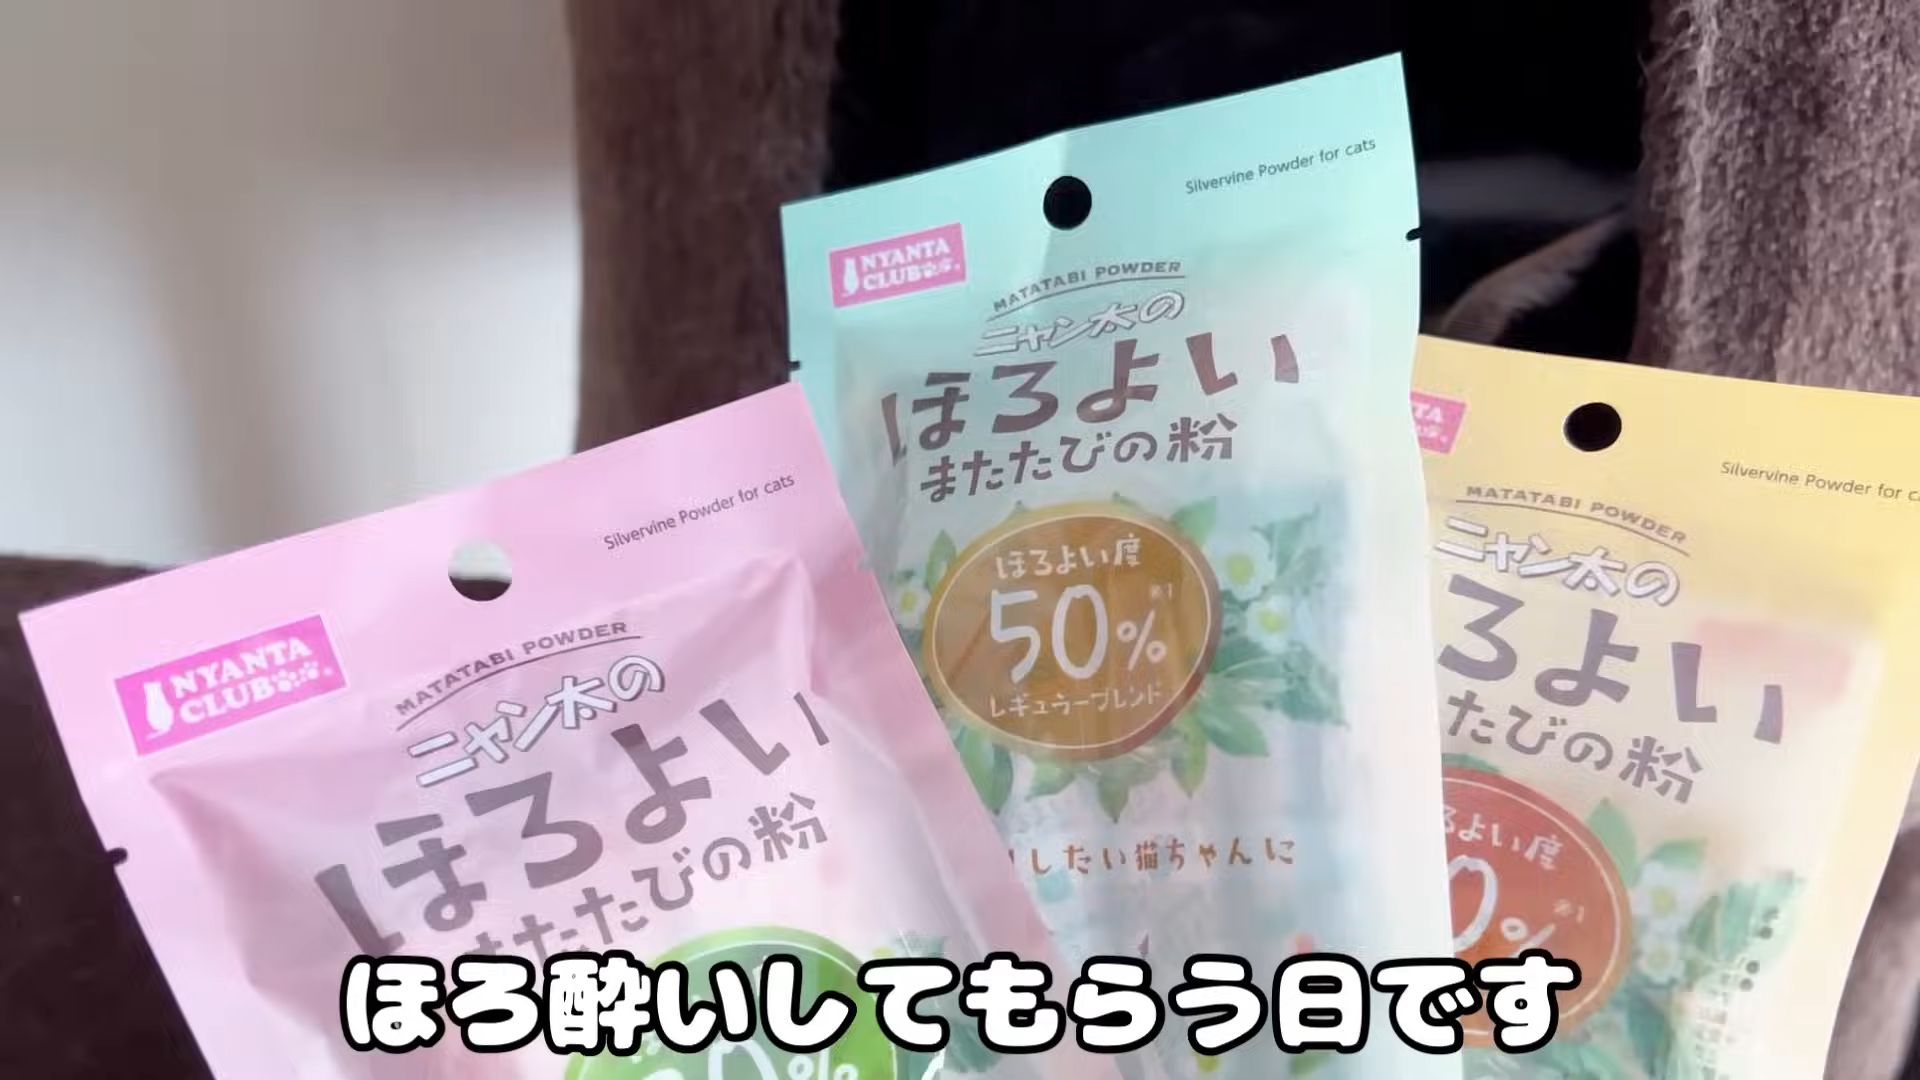 Silvervine Powder for cats
NYANTA
CLUB
MATATABI POWDER
ニャン太の
ほろよい
またたびの粉
0%
Silvervine Powder for cats
NYANTA
CLUB
MATATABI POWDER
ニャン太の
ほろよい
またたびの粉
ほろよい度
50%
※1
レギュラーブレンド
したい猫ちゃんに
Silvervine Powder for
TA
MATATABI POWDER
ニャン太の
ろよい
たびの粉
ろよい度
0%
※1
ほろ酔いしてもらう日です